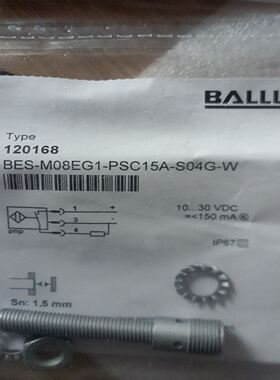 BALLU
Type
120168
BES-M08EG1-PSC15A-S04G-W
1 +
3 -
4
pnp
10...30 VDC
=<150 mA
IP67
Sn: 1,5 mm